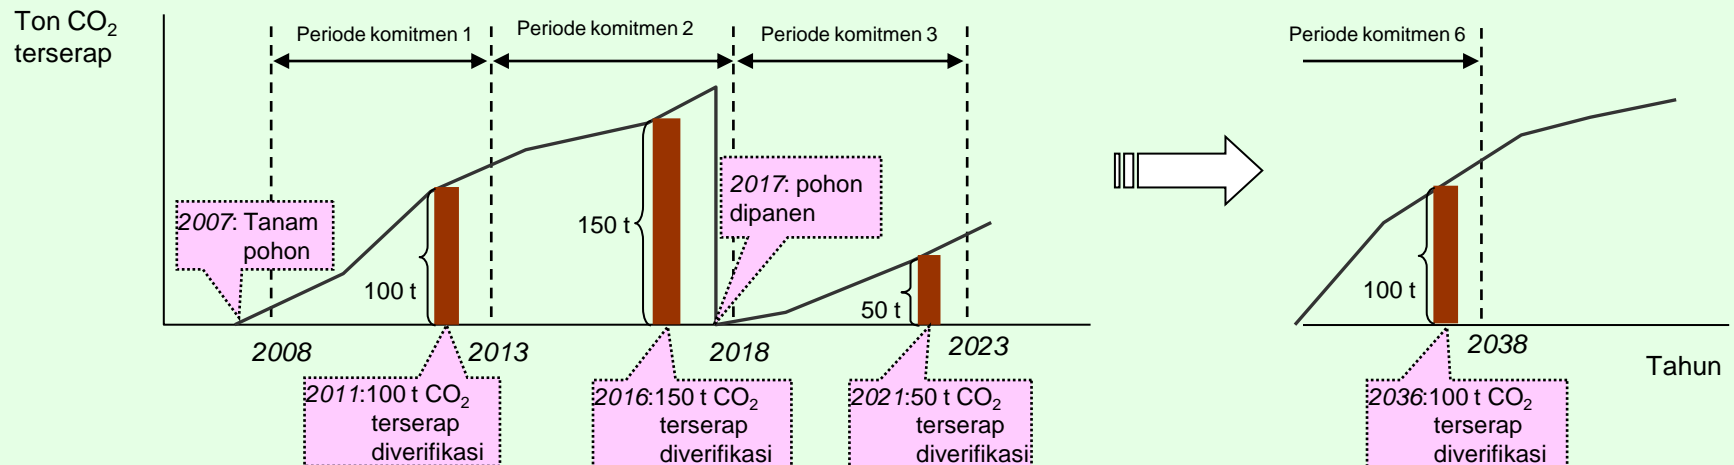 Ton CO₂
terserap
Periode komitmen 1
Periode komitmen 2
Periode komitmen 3
Periode komitmen 6
2007: Tanam
pohon
100 t
150 t
2017: pohon
dipanen
50 t
100 t
2008
2013
2018
2023
2038
Tahun
2011:100 t CO₂
terserap
diverifikasi
2016:150 t CO₂
terserap
diverifikasi
2021:50 t CO₂
terserap
diverifikasi
2036:100 t CO₂
terserap
diverifikasi